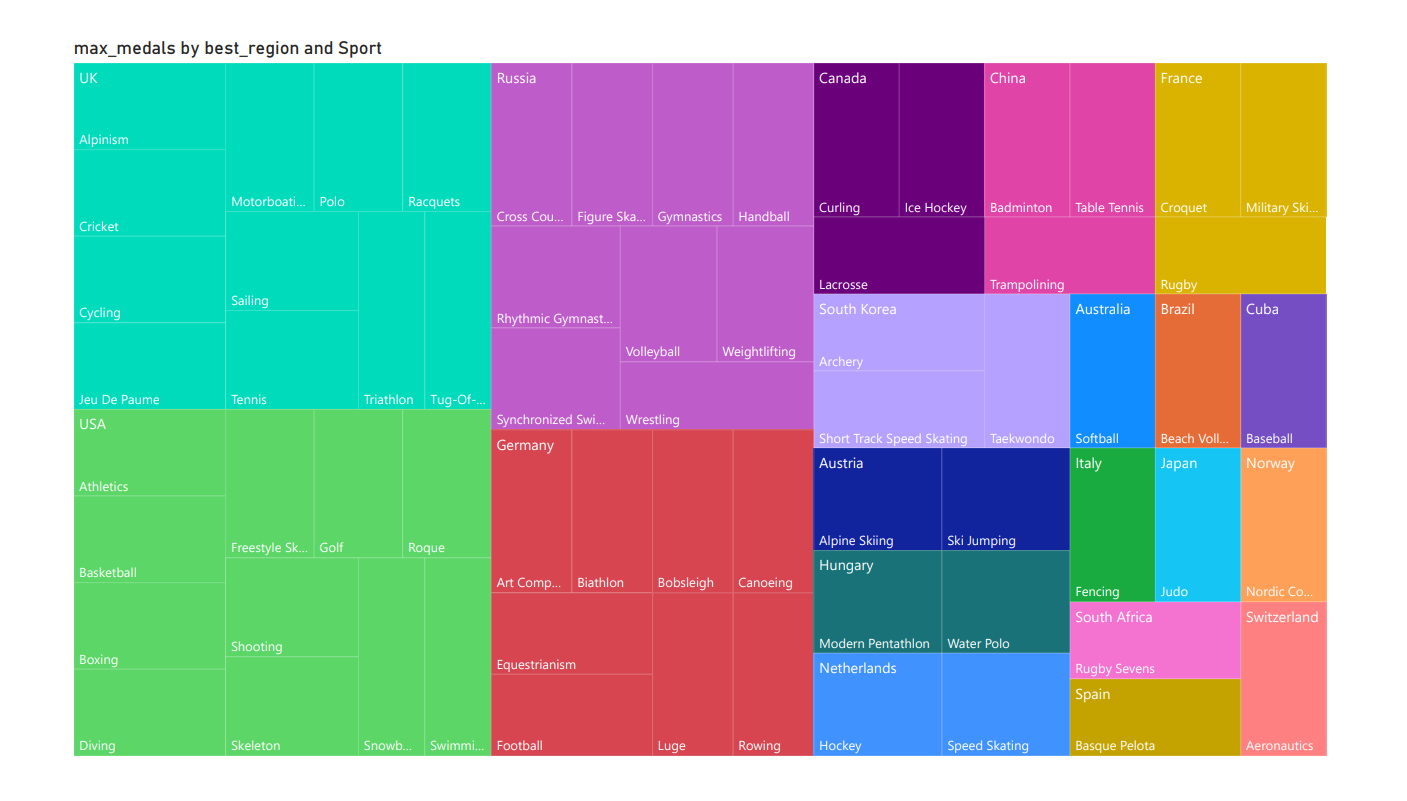 max_medals by best_region and Sport
UK
Alpinism
Cricket
Cycling
Jeu De Paume
Motorboati...
Polo
Racquets
Sailing
Tennis
Triathlon
Tug-Of-...
USA
Athletics
Basketball
Boxing
Diving
Freestyle Sk...
Golf
Roque
Shooting
Skeleton
Snowb...
Swimmi...
Russia
Cross Cou...
Figure Ska...
Gymnastics
Handball
Rhythmic Gymnast...
Synchronized Swi...
Volleyball
Weightlifting
Wrestling
Germany
Art Comp...
Biathlon
Bobsleigh
Canoeing
Equestrianism
Football
Luge
Rowing
Canada
Curling
Ice Hockey
Lacrosse
China
Badminton
Table Tennis
Trampolining
France
Croquet
Military Ski...
Rugby
South Korea
Archery
Short Track Speed Skating
Taekwondo
Australia
Softball
Brazil
Beach Voll...
Cuba
Baseball
Austria
Alpine Skiing
Ski Jumping
Hungary
Modern Pentathlon
Water Polo
Netherlands
Hockey
Speed Skating
Italy
Fencing
Japan
Judo
Norway
Nordic Co...
South Africa
Rugby Sevens
Spain
Basque Pelota
Switzerland
Aeronautics